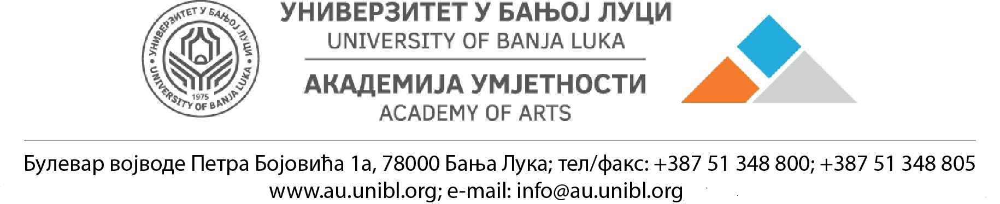 УНИВЕРЗИТЕТ У БАЊОЈ ЛУЦИ
UNIVERSITY OF BANJA LUKA
1975
УНИВЕРЗИТЕТ У БАЊОЈ ЛУЦИ
UNIVERSITY OF BANJA LUKA
АКАДЕМИЈА УМЈЕТНОСТИ
ACADEMY OF ARTS
Булевар војводе Петра Бојовића 1а, 78000 Бања Лука; тел/факс: +387 51 348 800; +387 51 348 805
www.au.unibl.org; e-mail: info@au.unibl.org